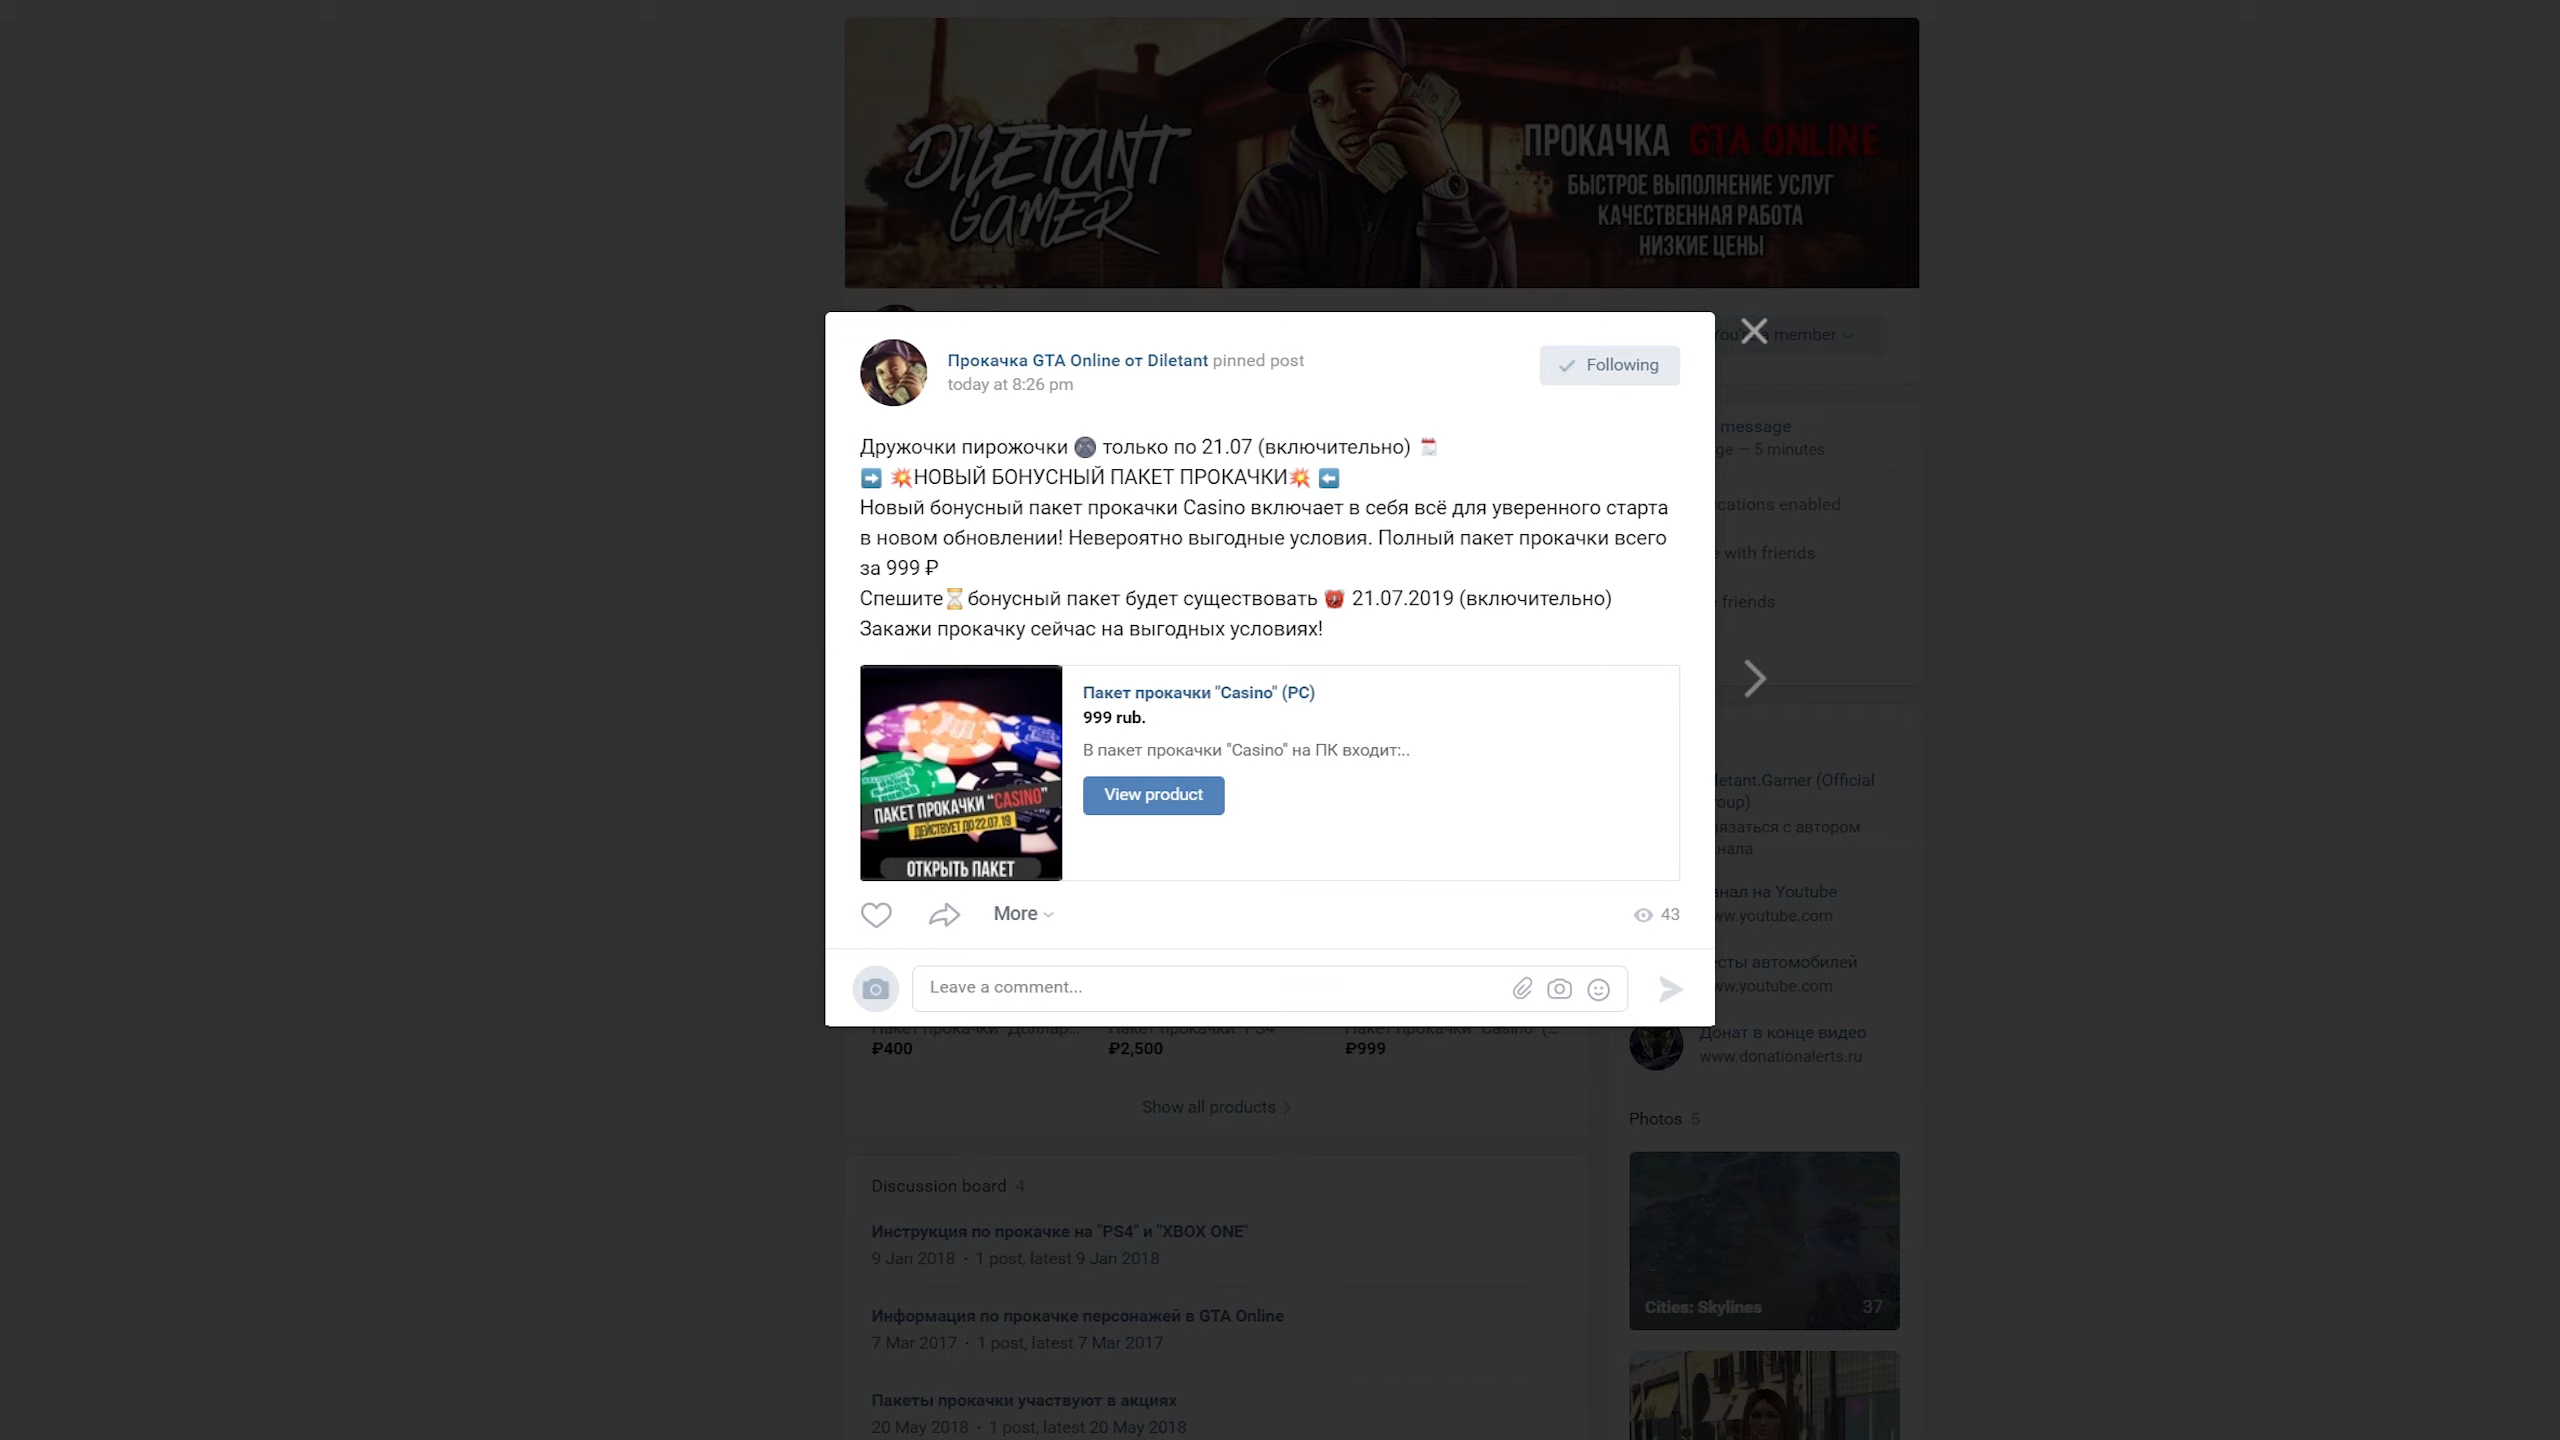 DILETANT
GAMER
ПРОКАЧКА GTA ONLINE
БЫСТРОЕ ВЫПОЛНЕНИЕ УСЛУГ
КАЧЕСТВЕННАЯ РАБОТА
НИЗКИЕ ЦЕНЫ
member
Прокачка GTA Online от Diletant pinned post
today at 8:26 pm
Following
Дружочки пирожочки только по 21.07 (включительно)
➡ 💥НОВЫЙ БОНУСНЫЙ ПАКЕТ ПРОКАЧКИ💥 ⬅
Новый бонусный пакет прокачки Casino включает в себя всё для уверенного старта
в новом обновлении! Невероятно выгодные условия. Полный пакет прокачки всего
за 999 ₽
Спешите⏳бонусный пакет будет существовать ⏰ 21.07.2019 (включительно)
Закажи прокачку сейчас на выгодных условиях!
ПАКЕТ ПРОКАЧКИ "CASINO"
ДЕЙСТВУЕТ ДО 22.07.19
ОТКРЫТЬ ПАКЕТ
Пакет прокачки "Casino" (PC)
999 rub.
В пакет прокачки "Casino" на ПК входит:..
View product
More
43
Leave a comment...
message
ge — 5 minutes
cations enabled
with friends
friends
letant.Gamer (Official
oup)
вязаться с автором
нала
анал на Youtube
ww.youtube.com
есты автомобилей
ww.youtube.com
Донат в конце видео
www.donationalerts.ru
Пакет прокачки "Доллар... Пакет прокачки "PS4" Пакет прокачки "Casino" (...
₽400 ₽2,500 ₽999
Show all products
Photos 5
Cities: Skylines 37
Discussion board 4
Инструкция по прокачке на "PS4" и "XBOX ONE"
9 Jan 2018 · 1 post, latest 9 Jan 2018
Информация по прокачке персонажей в GTA Online
7 Mar 2017 · 1 post, latest 7 Mar 2017
Пакеты прокачки участвуют в акциях
20 May 2018 · 1 post, latest 20 May 2018